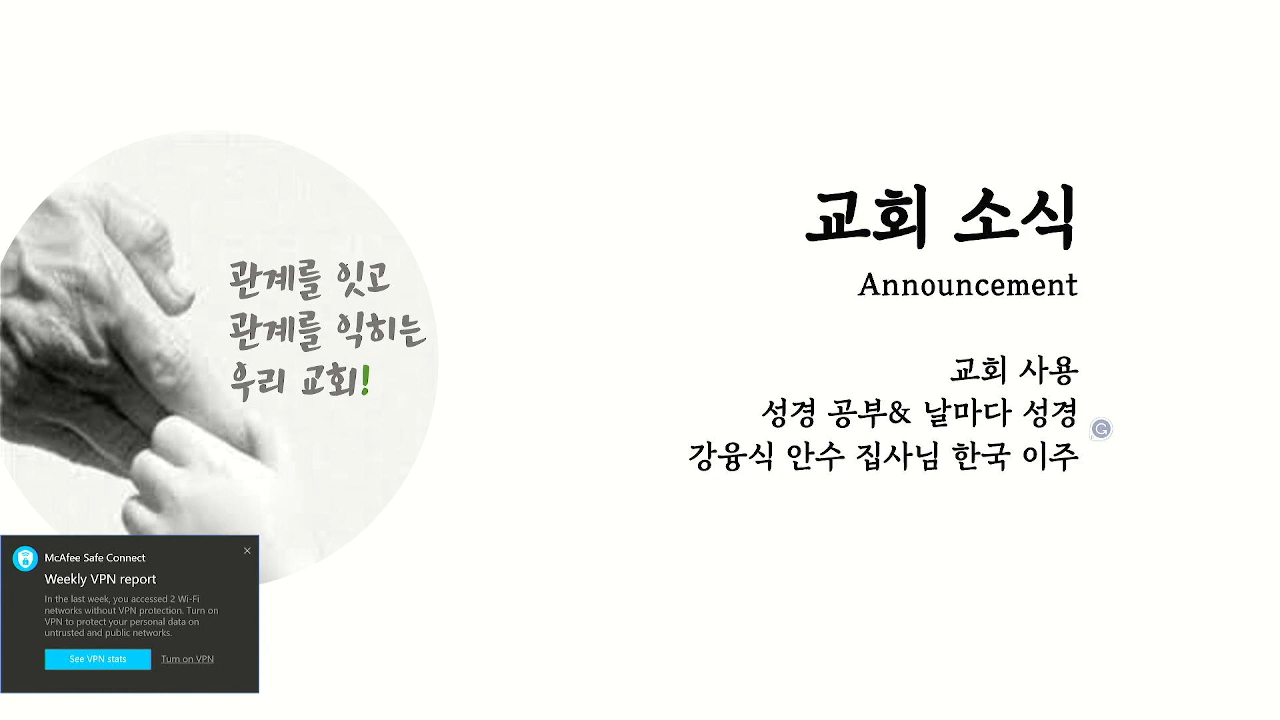 관계를 잇고
관계를 익히는
우리 교회!
교회 소식
Announcement
교회 사용
성경 공부& 날마다 성경
강융식 안수 집사님 한국 이주
McAfee Safe Connect
Weekly VPN report
In the last week, you accessed 2 Wi-Fi
networks without VPN protection. Turn on
VPN to protect your personal data on
untrusted and public networks.
See VPN stats
Turn on VPN